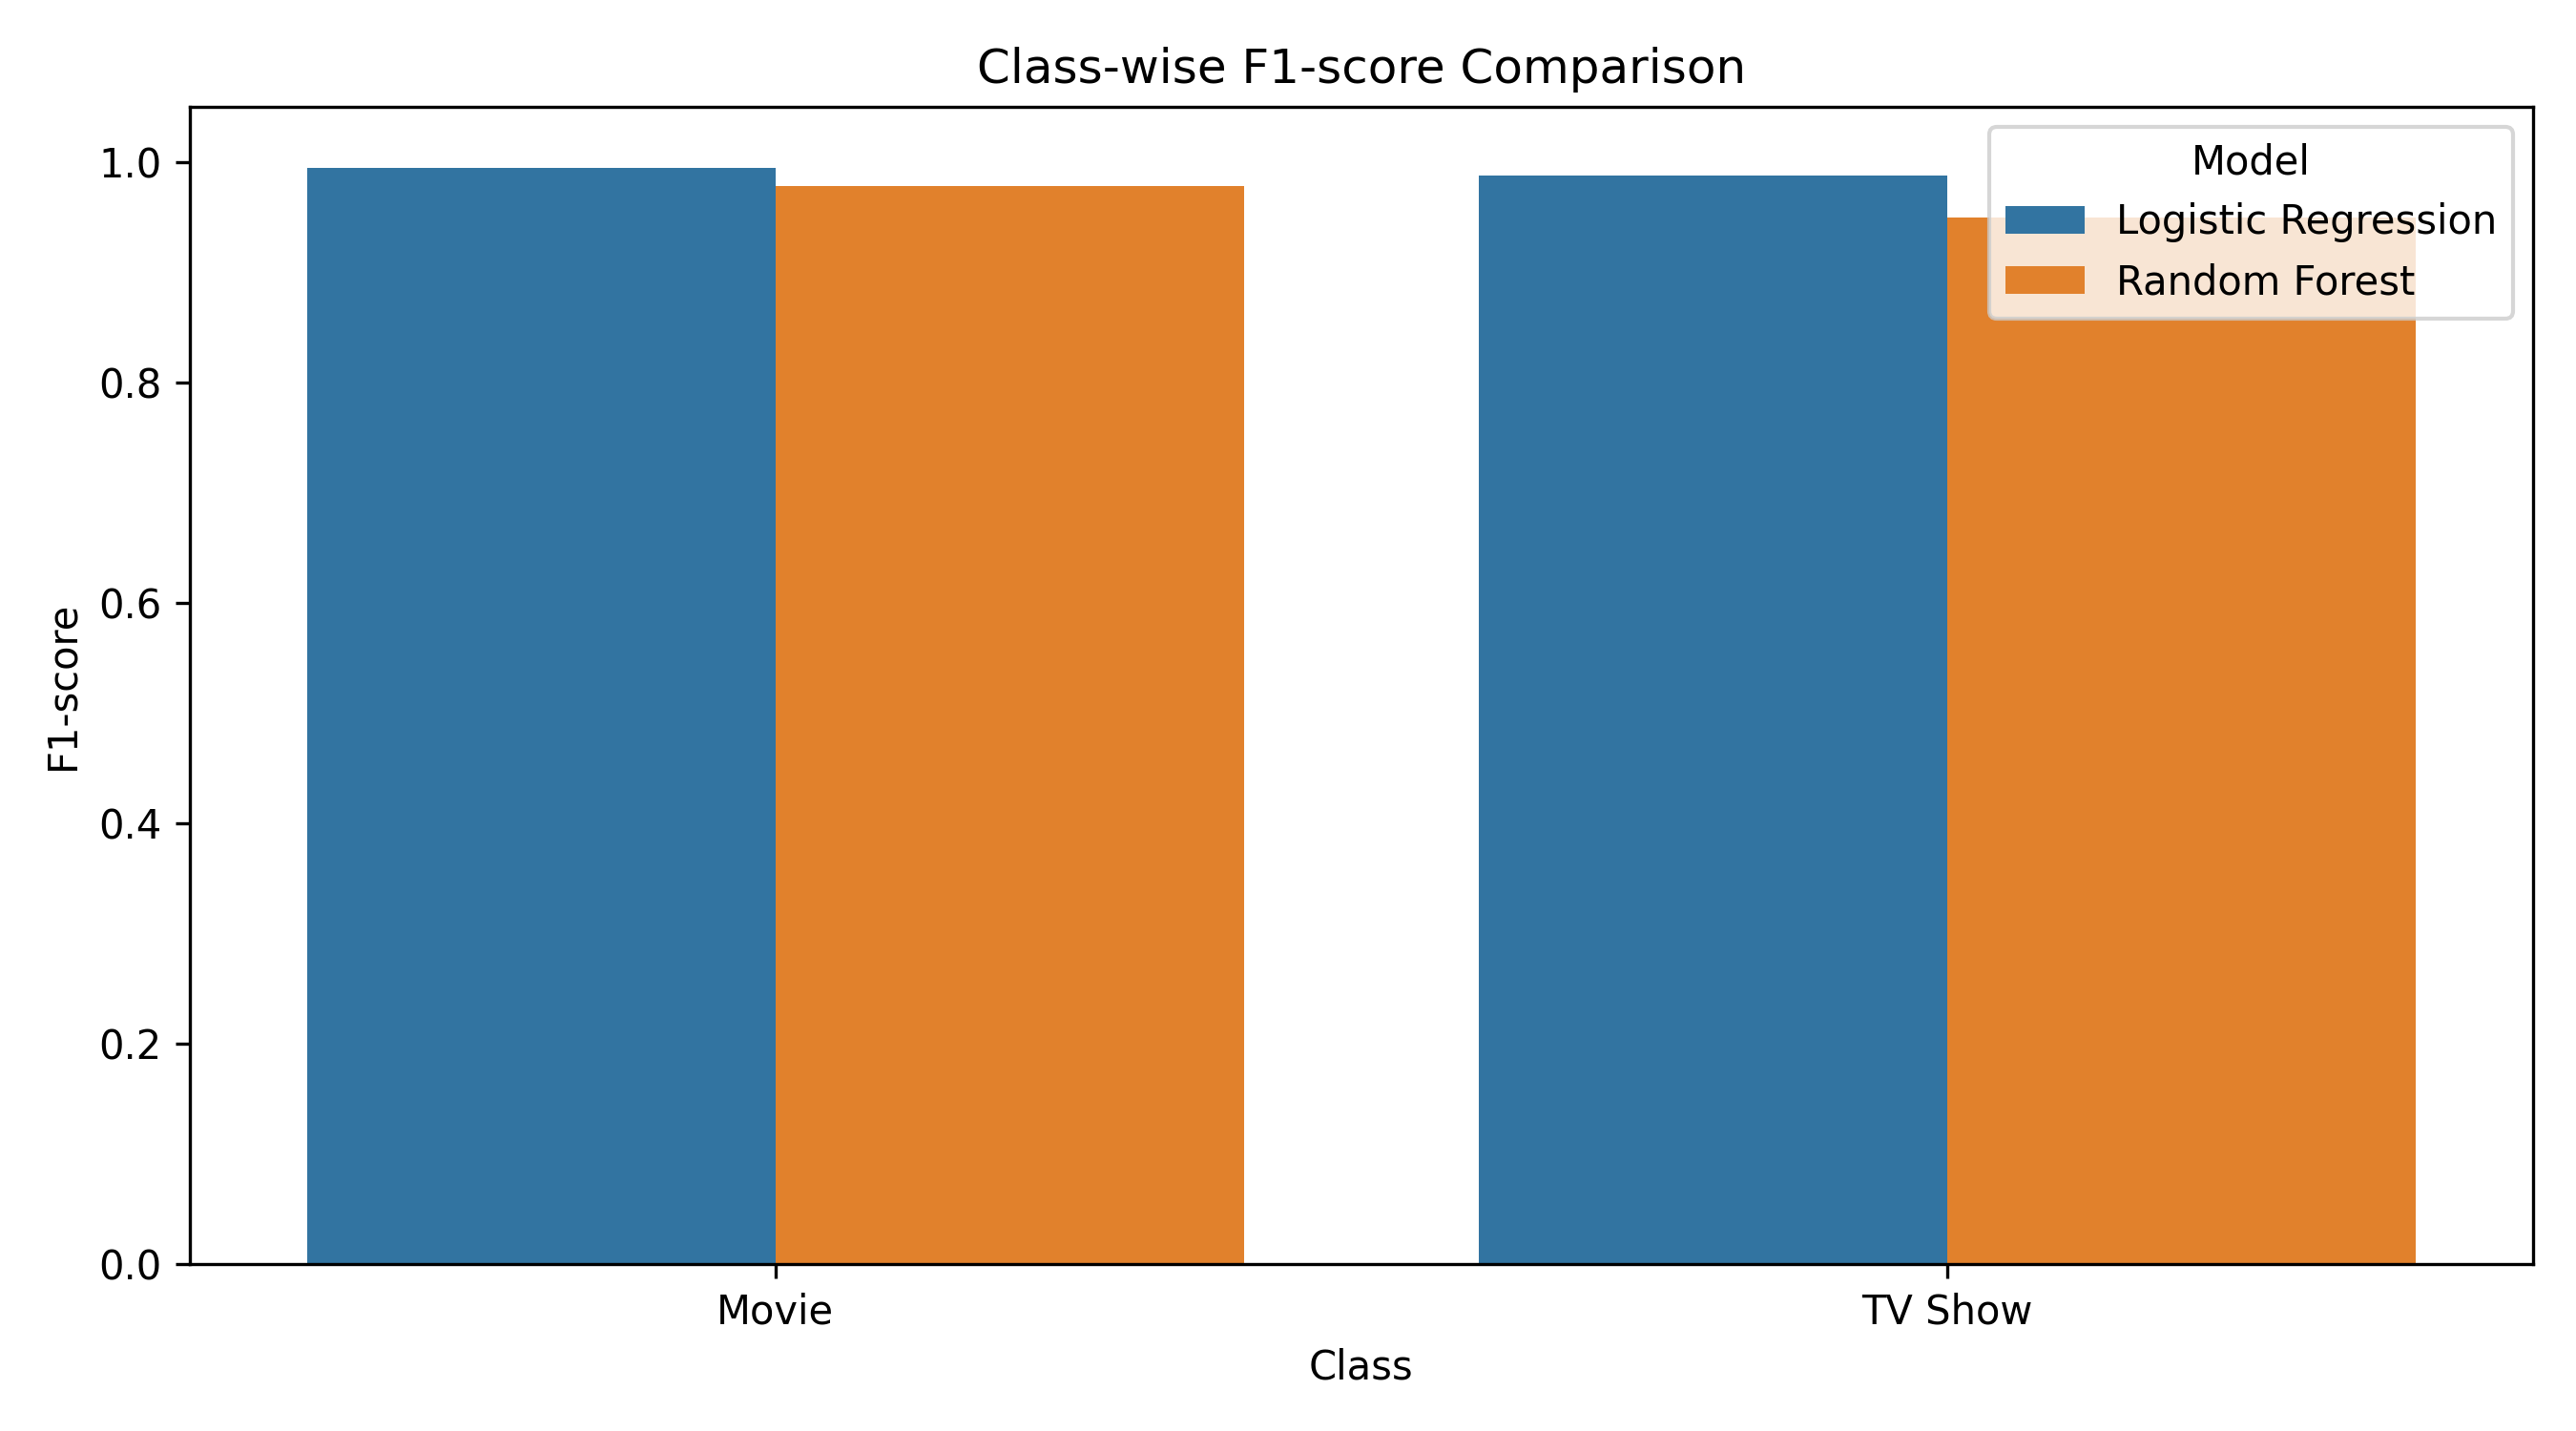 Class-wise F1-score Comparison
Model
Logistic Regression
Random Forest
F1-score
1.0
0.8
0.6
0.4
0.2
0.0
Movie
TV Show
Class